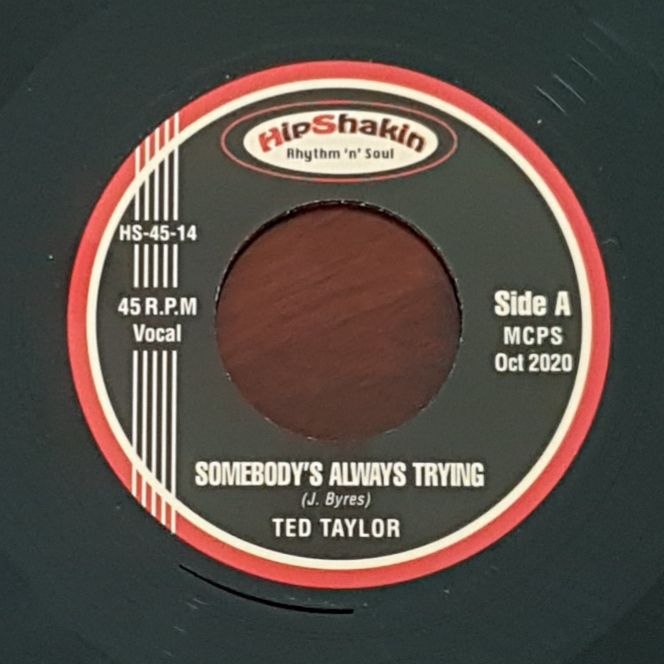 HipShakin
Rhythm 'n' Soul
HS-45-14
45 R.P.M
Vocal
Side A
MCPS
Oct 2020
SOMEBODY'S ALWAYS TRYING
(J. Byres)
TED TAYLOR